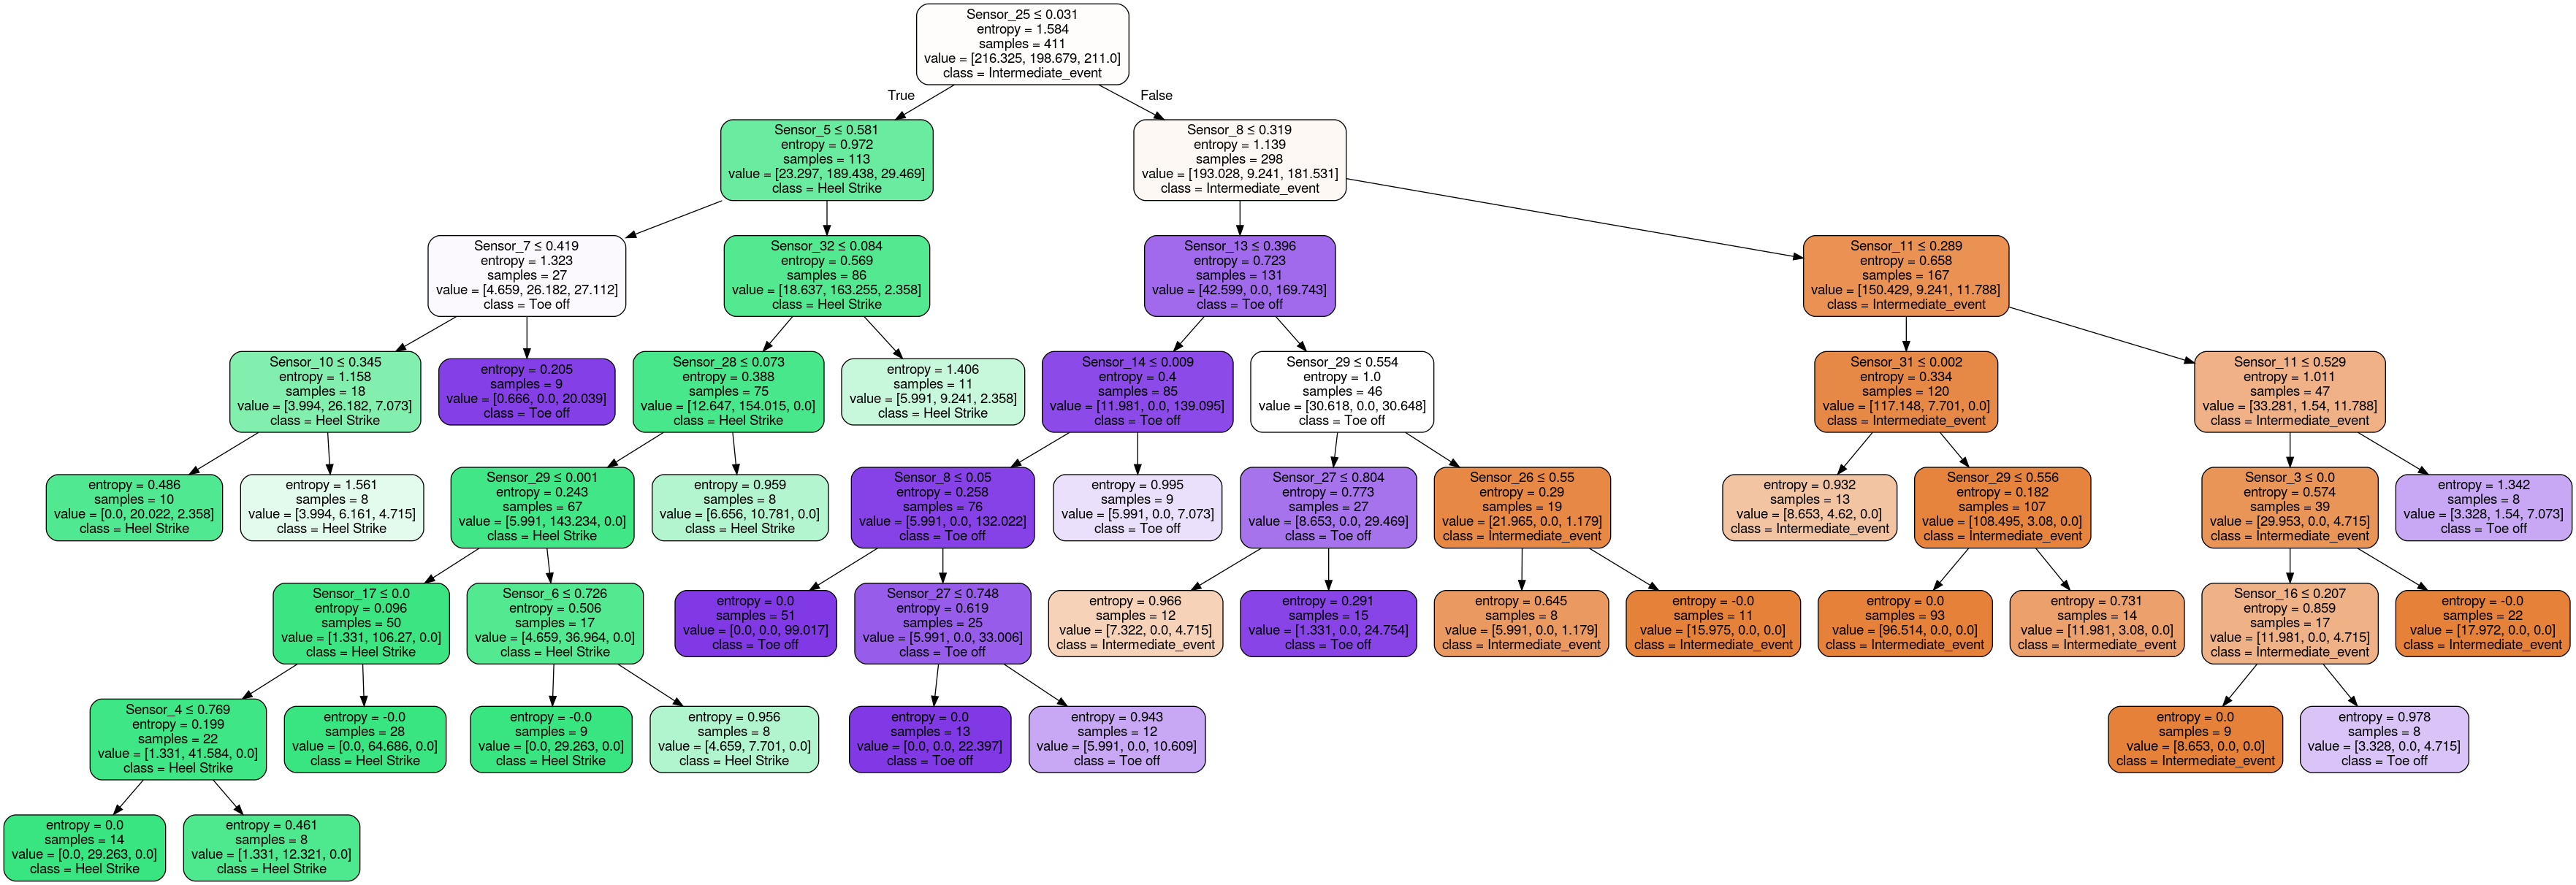 Sensor_25 ≤ 0.031
entropy = 1.584
samples = 411
value = [216.325, 198.679, 211.0]
class = Intermediate_event
True
False
Sensor_5 ≤ 0.581
entropy = 0.972
samples = 113
value = [23.297, 189.438, 29.469]
class = Heel Strike
Sensor_8 ≤ 0.319
entropy = 1.139
samples = 298
value = [193.028, 9.241, 181.531]
class = Intermediate_event
Sensor_7 ≤ 0.419
entropy = 1.323
samples = 27
value = [4.659, 26.182, 27.112]
class = Toe off
Sensor_32 ≤ 0.084
entropy = 0.569
samples = 86
value = [18.637, 163.255, 2.358]
class = Heel Strike
Sensor_13 ≤ 0.396
entropy = 0.723
samples = 131
value = [42.599, 0.0, 169.743]
class = Toe off
Sensor_11 ≤ 0.289
entropy = 0.658
samples = 167
value = [150.429, 9.241, 11.788]
class = Intermediate_event
Sensor_10 ≤ 0.345
entropy = 1.158
samples = 18
value = [3.994, 26.182, 7.073]
class = Heel Strike
entropy = 0.205
samples = 9
value = [0.666, 0.0, 20.039]
class = Toe off
Sensor_28 ≤ 0.073
entropy = 0.388
samples = 75
value = [12.647, 154.015, 0.0]
class = Heel Strike
entropy = 1.406
samples = 11
value = [5.991, 9.241, 2.358]
class = Heel Strike
Sensor_14 ≤ 0.009
entropy = 0.4
samples = 85
value = [11.981, 0.0, 139.095]
class = Toe off
Sensor_29 ≤ 0.554
entropy = 1.0
samples = 46
value = [30.618, 0.0, 30.648]
class = Toe off
Sensor_31 ≤ 0.002
entropy = 0.334
samples = 120
value = [117.148, 7.701, 0.0]
class = Intermediate_event
Sensor_11 ≤ 0.529
entropy = 1.011
samples = 47
value = [33.281, 1.54, 11.788]
class = Intermediate_event
entropy = 0.486
samples = 10
value = [0.0, 20.022, 2.358]
class = Heel Strike
entropy = 1.561
samples = 8
value = [3.994, 6.161, 4.715]
class = Heel Strike
Sensor_29 ≤ 0.001
entropy = 0.243
samples = 67
value = [5.991, 143.234, 0.0]
class = Heel Strike
entropy = 0.959
samples = 8
value = [6.656, 10.781, 0.0]
class = Heel Strike
Sensor_8 ≤ 0.05
entropy = 0.258
samples = 76
value = [5.991, 0.0, 132.022]
class = Toe off
entropy = 0.995
samples = 9
value = [5.991, 0.0, 7.073]
class = Toe off
Sensor_27 ≤ 0.804
entropy = 0.773
samples = 27
value = [8.653, 0.0, 29.469]
class = Toe off
Sensor_26 ≤ 0.55
entropy = 0.29
samples = 19
value = [21.965, 0.0, 1.179]
class = Intermediate_event
entropy = 0.932
samples = 13
value = [8.653, 4.62, 0.0]
class = Intermediate_event
Sensor_29 ≤ 0.556
entropy = 0.182
samples = 107
value = [108.495, 3.08, 0.0]
class = Intermediate_event
Sensor_3 ≤ 0.0
entropy = 0.574
samples = 39
value = [29.953, 0.0, 4.715]
class = Intermediate_event
entropy = 1.342
samples = 8
value = [3.328, 1.54, 7.073]
class = Toe off
Sensor_17 ≤ 0.0
entropy = 0.096
samples = 50
value = [1.331, 106.27, 0.0]
class = Heel Strike
Sensor_6 ≤ 0.726
entropy = 0.506
samples = 17
value = [4.659, 36.964, 0.0]
class = Heel Strike
entropy = 0.0
samples = 51
value = [0.0, 0.0, 99.017]
class = Toe off
Sensor_27 ≤ 0.748
entropy = 0.619
samples = 25
value = [5.991, 0.0, 33.006]
class = Toe off
entropy = 0.966
samples = 12
value = [7.322, 0.0, 4.715]
class = Intermediate_event
entropy = 0.291
samples = 15
value = [1.331, 0.0, 24.754]
class = Toe off
entropy = 0.645
samples = 8
value = [5.991, 0.0, 1.179]
class = Intermediate_event
entropy = -0.0
samples = 11
value = [15.975, 0.0, 0.0]
class = Intermediate_event
entropy = 0.0
samples = 93
value = [96.514, 0.0, 0.0]
class = Intermediate_event
entropy = 0.731
samples = 14
value = [11.981, 3.08, 0.0]
class = Intermediate_event
Sensor_16 ≤ 0.207
entropy = 0.859
samples = 17
value = [11.981, 0.0, 4.715]
class = Intermediate_event
entropy = -0.0
samples = 22
value = [17.972, 0.0, 0.0]
class = Intermediate_event
Sensor_4 ≤ 0.769
entropy = 0.199
samples = 22
value = [1.331, 41.584, 0.0]
class = Heel Strike
entropy = -0.0
samples = 28
value = [0.0, 64.686, 0.0]
class = Heel Strike
entropy = -0.0
samples = 9
value = [0.0, 29.263, 0.0]
class = Heel Strike
entropy = 0.956
samples = 8
value = [4.659, 7.701, 0.0]
class = Heel Strike
entropy = 0.0
samples = 13
value = [0.0, 0.0, 22.397]
class = Toe off
entropy = 0.943
samples = 12
value = [5.991, 0.0, 10.609]
class = Toe off
entropy = 0.0
samples = 9
value = [8.653, 0.0, 0.0]
class = Intermediate_event
entropy = 0.978
samples = 8
value = [3.328, 0.0, 4.715]
class = Toe off
entropy = 0.0
samples = 14
value = [0.0, 29.263, 0.0]
class = Heel Strike
entropy = 0.461
samples = 8
value = [1.331, 12.321, 0.0]
class = Heel Strike